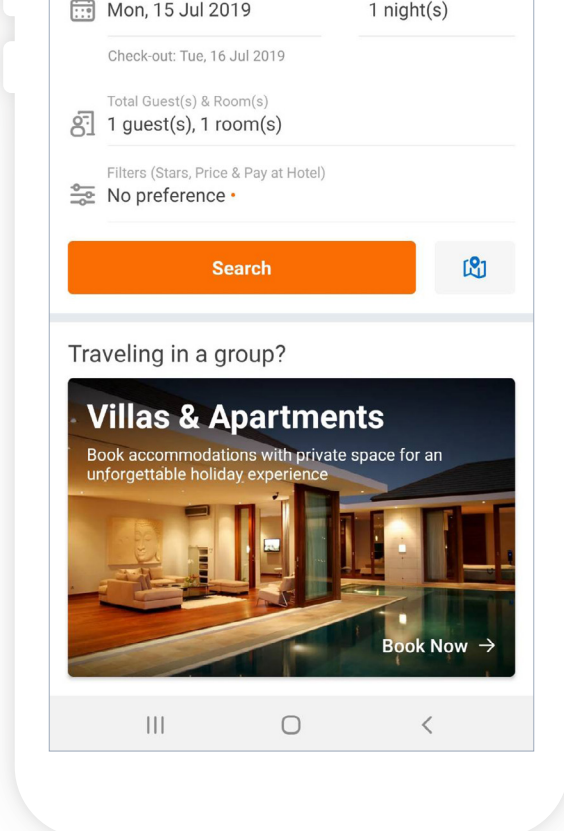 Mon, 15 Jul 2019 1 night(s)
Check-out: Tue, 16 Jul 2019
Total Guest(s) & Room(s)
1 guest(s), 1 room(s)
Filters (Stars, Price & Pay at Hotel)
No preference
Search
Traveling in a group?
Villas & Apartments
Book accommodations with private space for an
unforgettable holiday experience
Book Now →